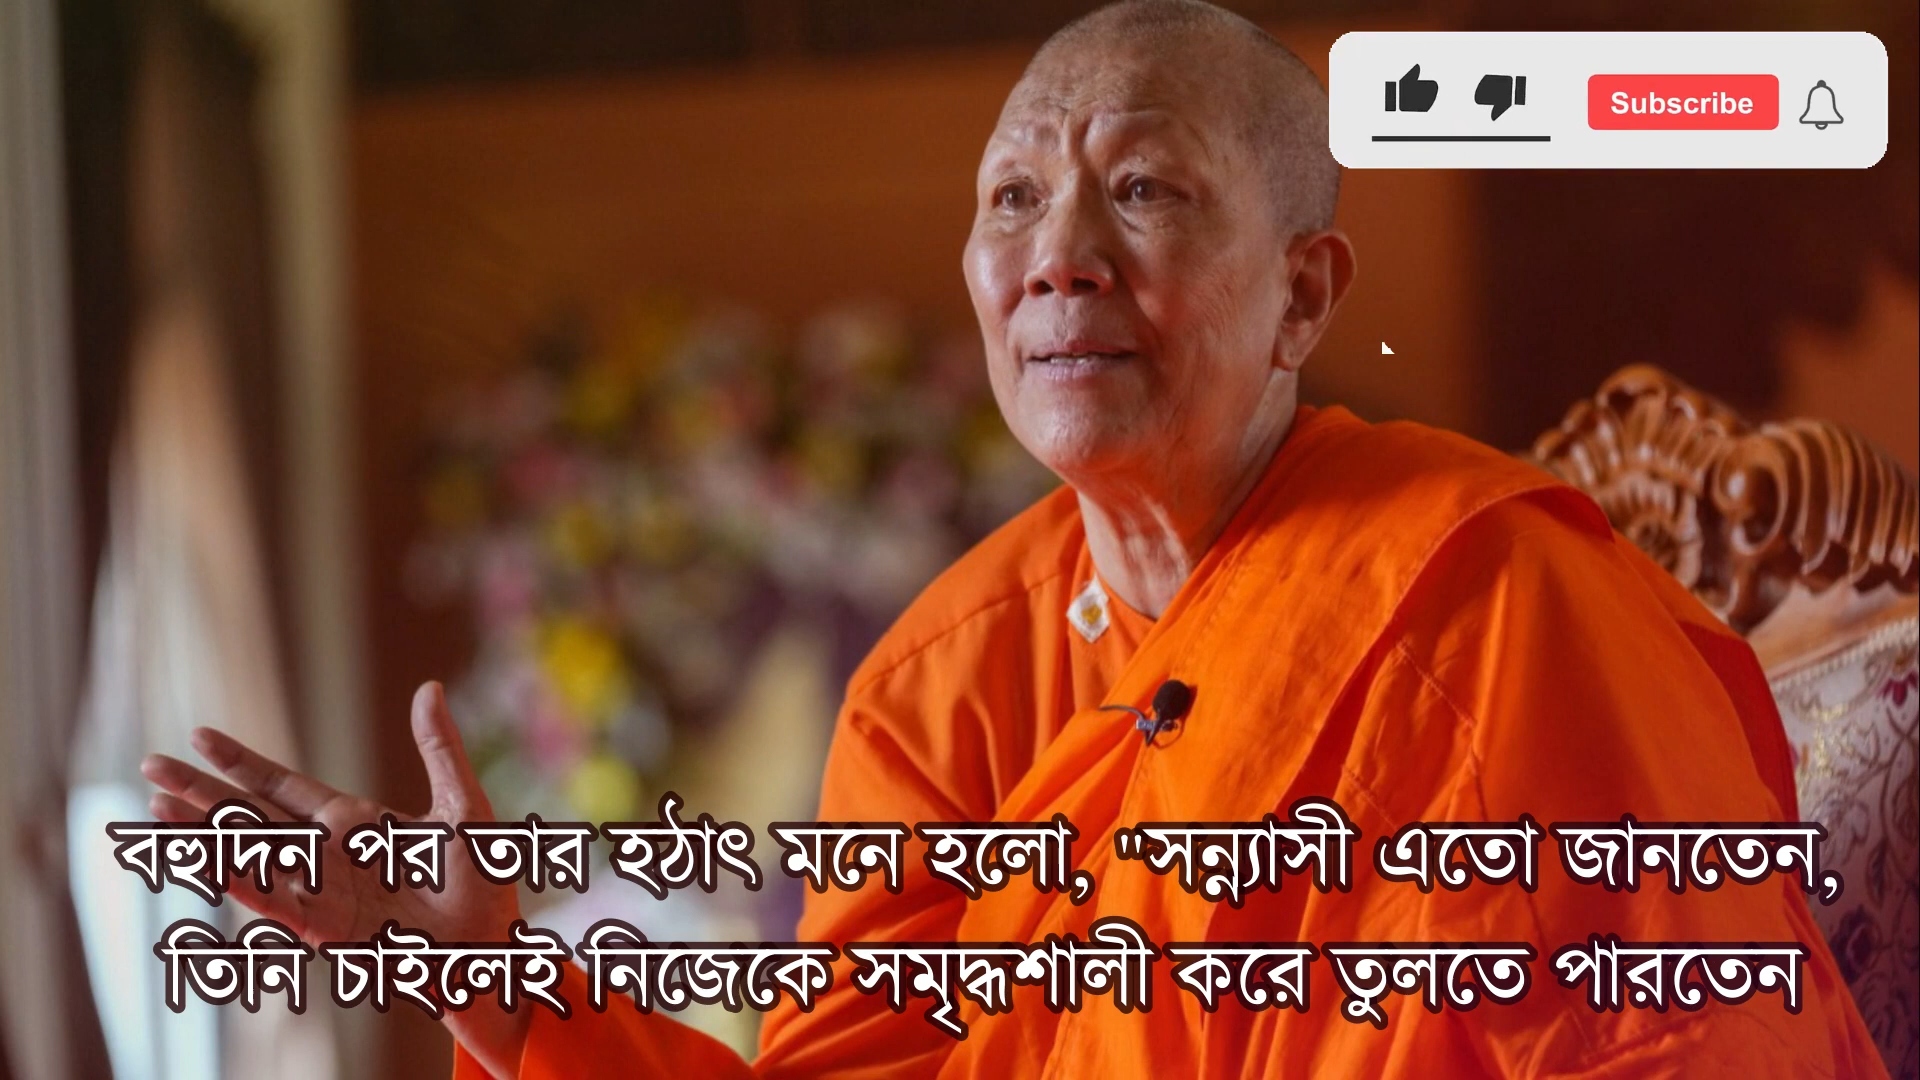 Subscribe
বহুদিন পর তার হঠাৎ মনে হলো, "সন্ন্যাসী এতো জানতেন,
তিনি চাইলেই নিজেকে সমৃদ্ধশালী করে তুলতে পারতেন